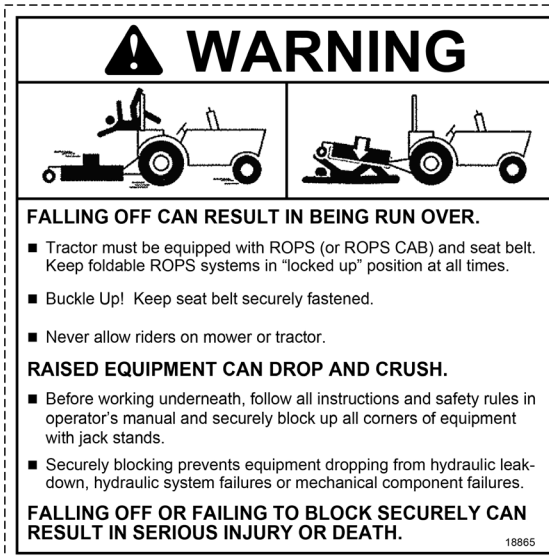 WARNING
FALLING OFF CAN RESULT IN BEING RUN OVER.
■ Tractor must be equipped with ROPS (or ROPS CAB) and seat belt.
Keep foldable ROPS systems in “locked up” position at all times.
■ Buckle Up! Keep seat belt securely fastened.
■ Never allow riders on mower or tractor.
RAISED EQUIPMENT CAN DROP AND CRUSH.
■ Before working underneath, follow all instructions and safety rules in
operator’s manual and securely block up all corners of equipment
with jack stands.
■ Securely blocking prevents equipment dropping from hydraulic leak-
down, hydraulic system failures or mechanical component failures.
FALLING OFF OR FAILING TO BLOCK SECURELY CAN
RESULT IN SERIOUS INJURY OR DEATH.
18865